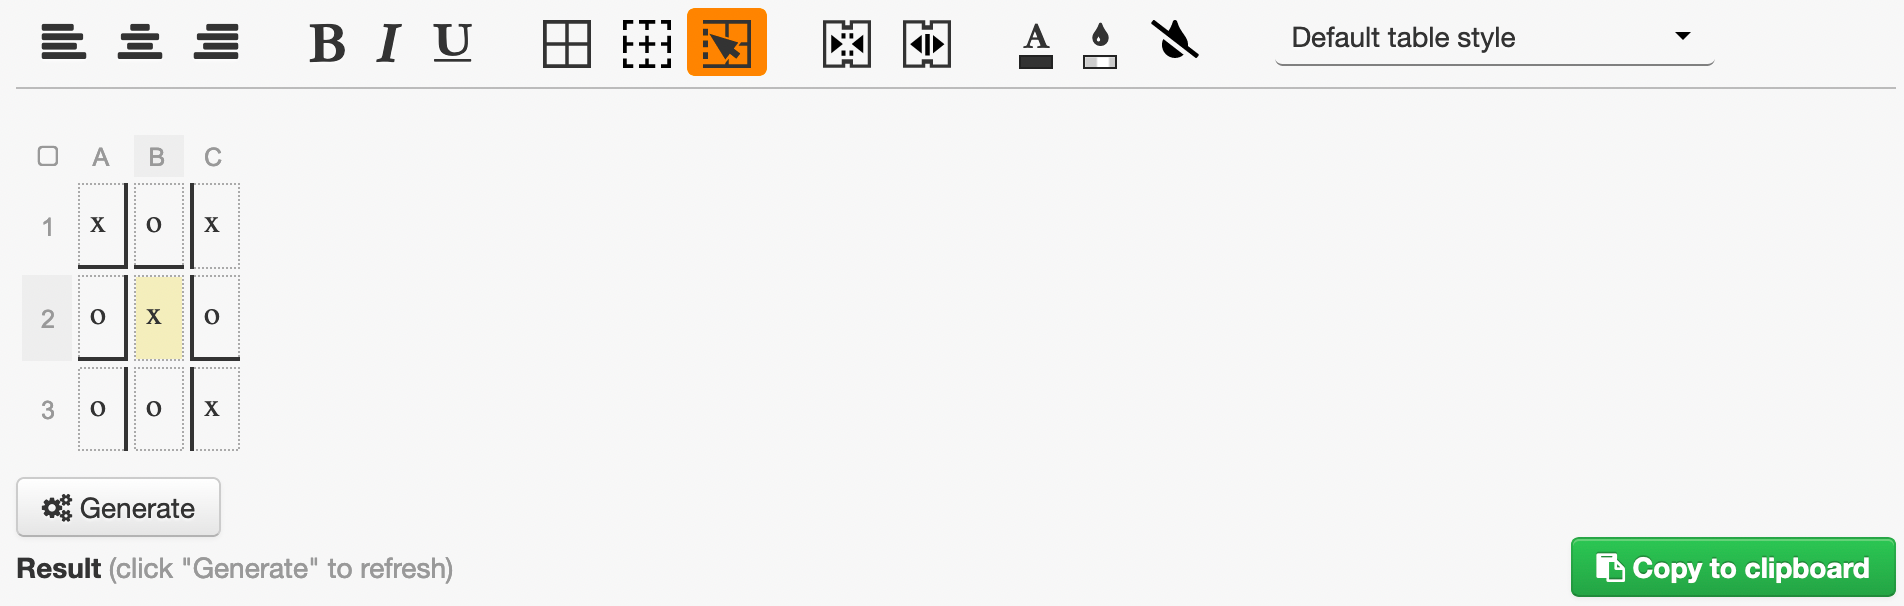 B I U A Default table style
A B C
1 x o x
2 o x o
3 o o x
Generate
Result (click "Generate" to refresh)
Copy to clipboard